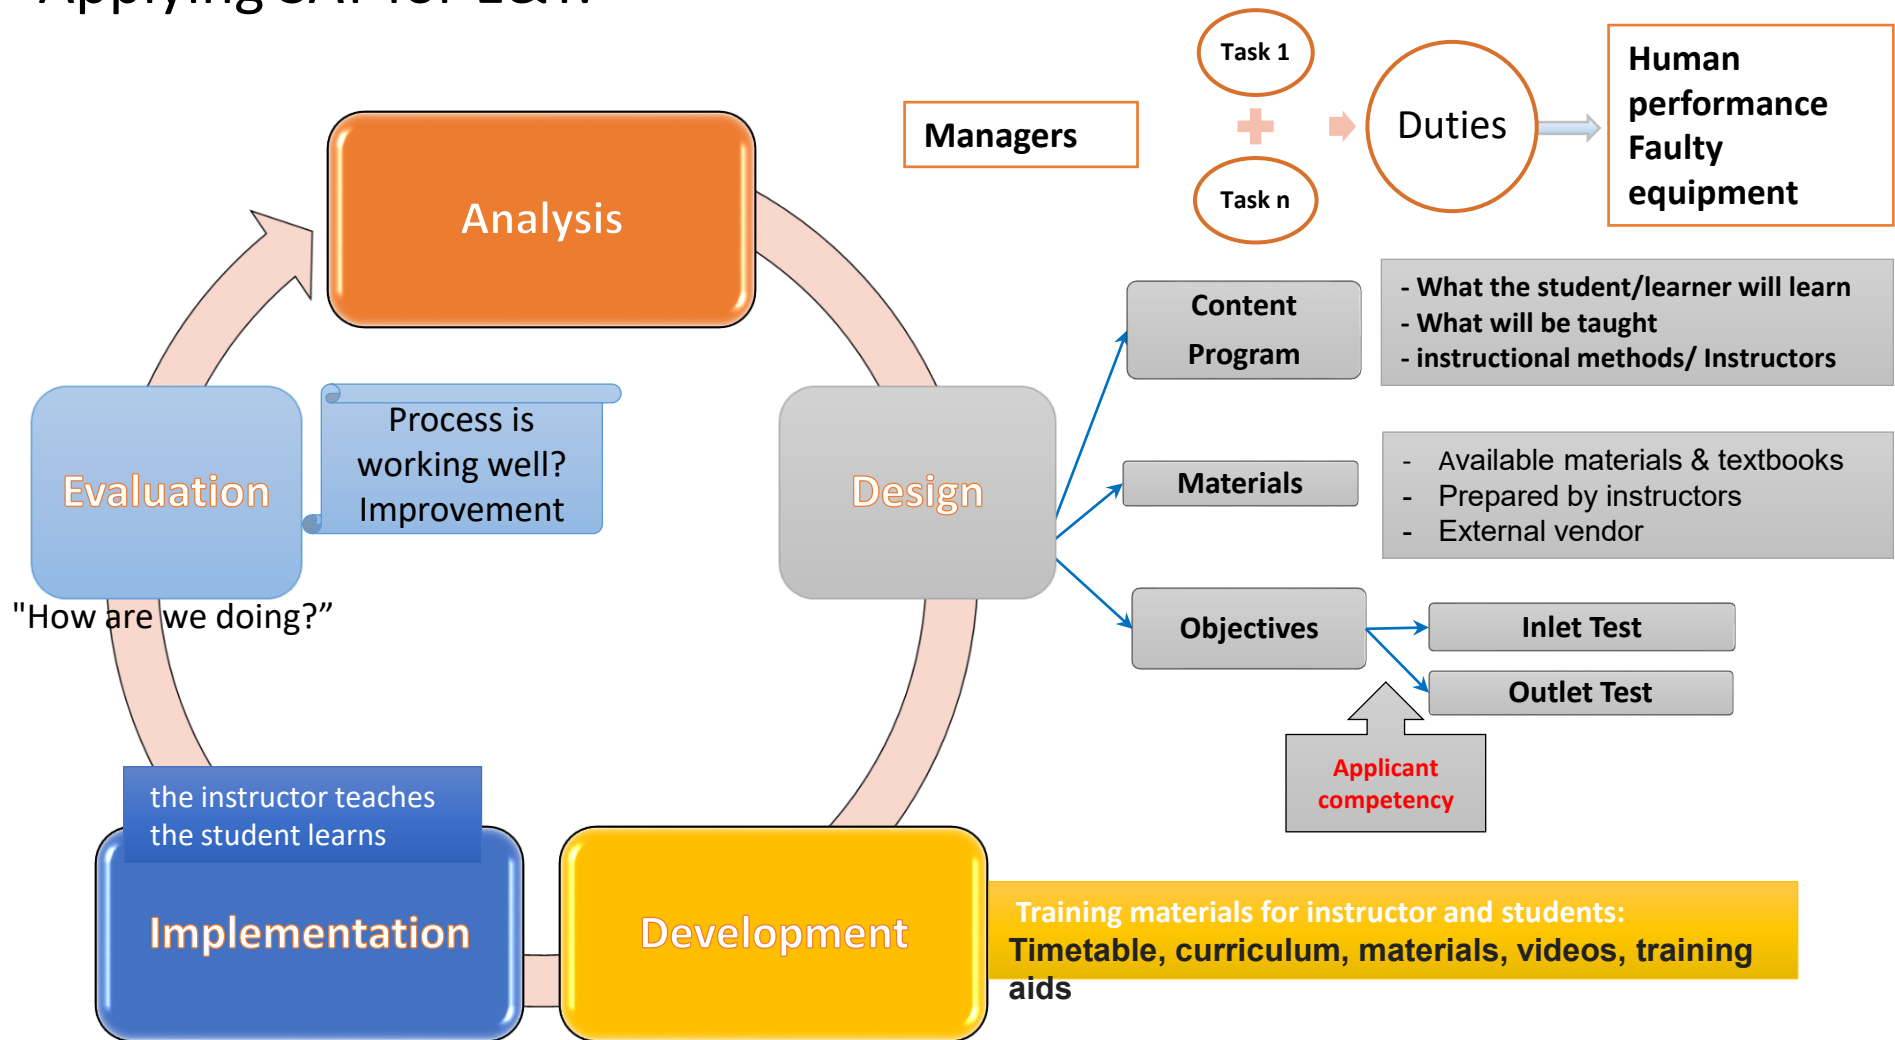 Applying SAT for E&T:
Task 1
Managers
Task n
Duties
Human
performance
Faulty
equipment
Analysis
Content
Program
- What the student/learner will learn
- What will be taught
- instructional methods/ Instructors
Evaluation
Process is
working well?
Improvement
"How are we doing?”
Design
Materials
- Available materials & textbooks
- Prepared by instructors
- External vendor
Objectives
Inlet Test
Outlet Test
Applicant
competency
the instructor teaches
the student learns
Implementation
Development
Training materials for instructor and students:
Timetable, curriculum, materials, videos, training
aids